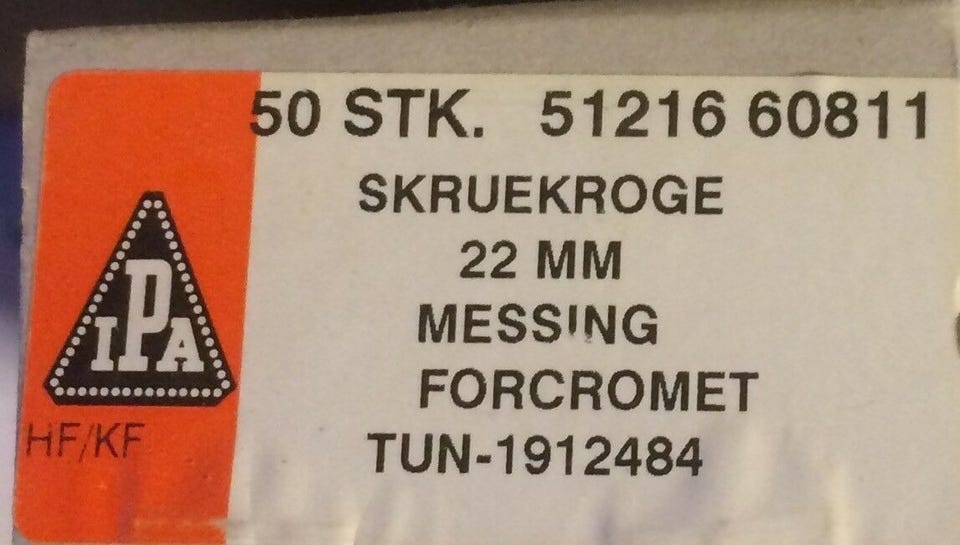 50 STK. 51216 60811
SKRUEKROGE
22 MM
MESSING
FORCROMET
TUN-1912484
IPA
HF/KF